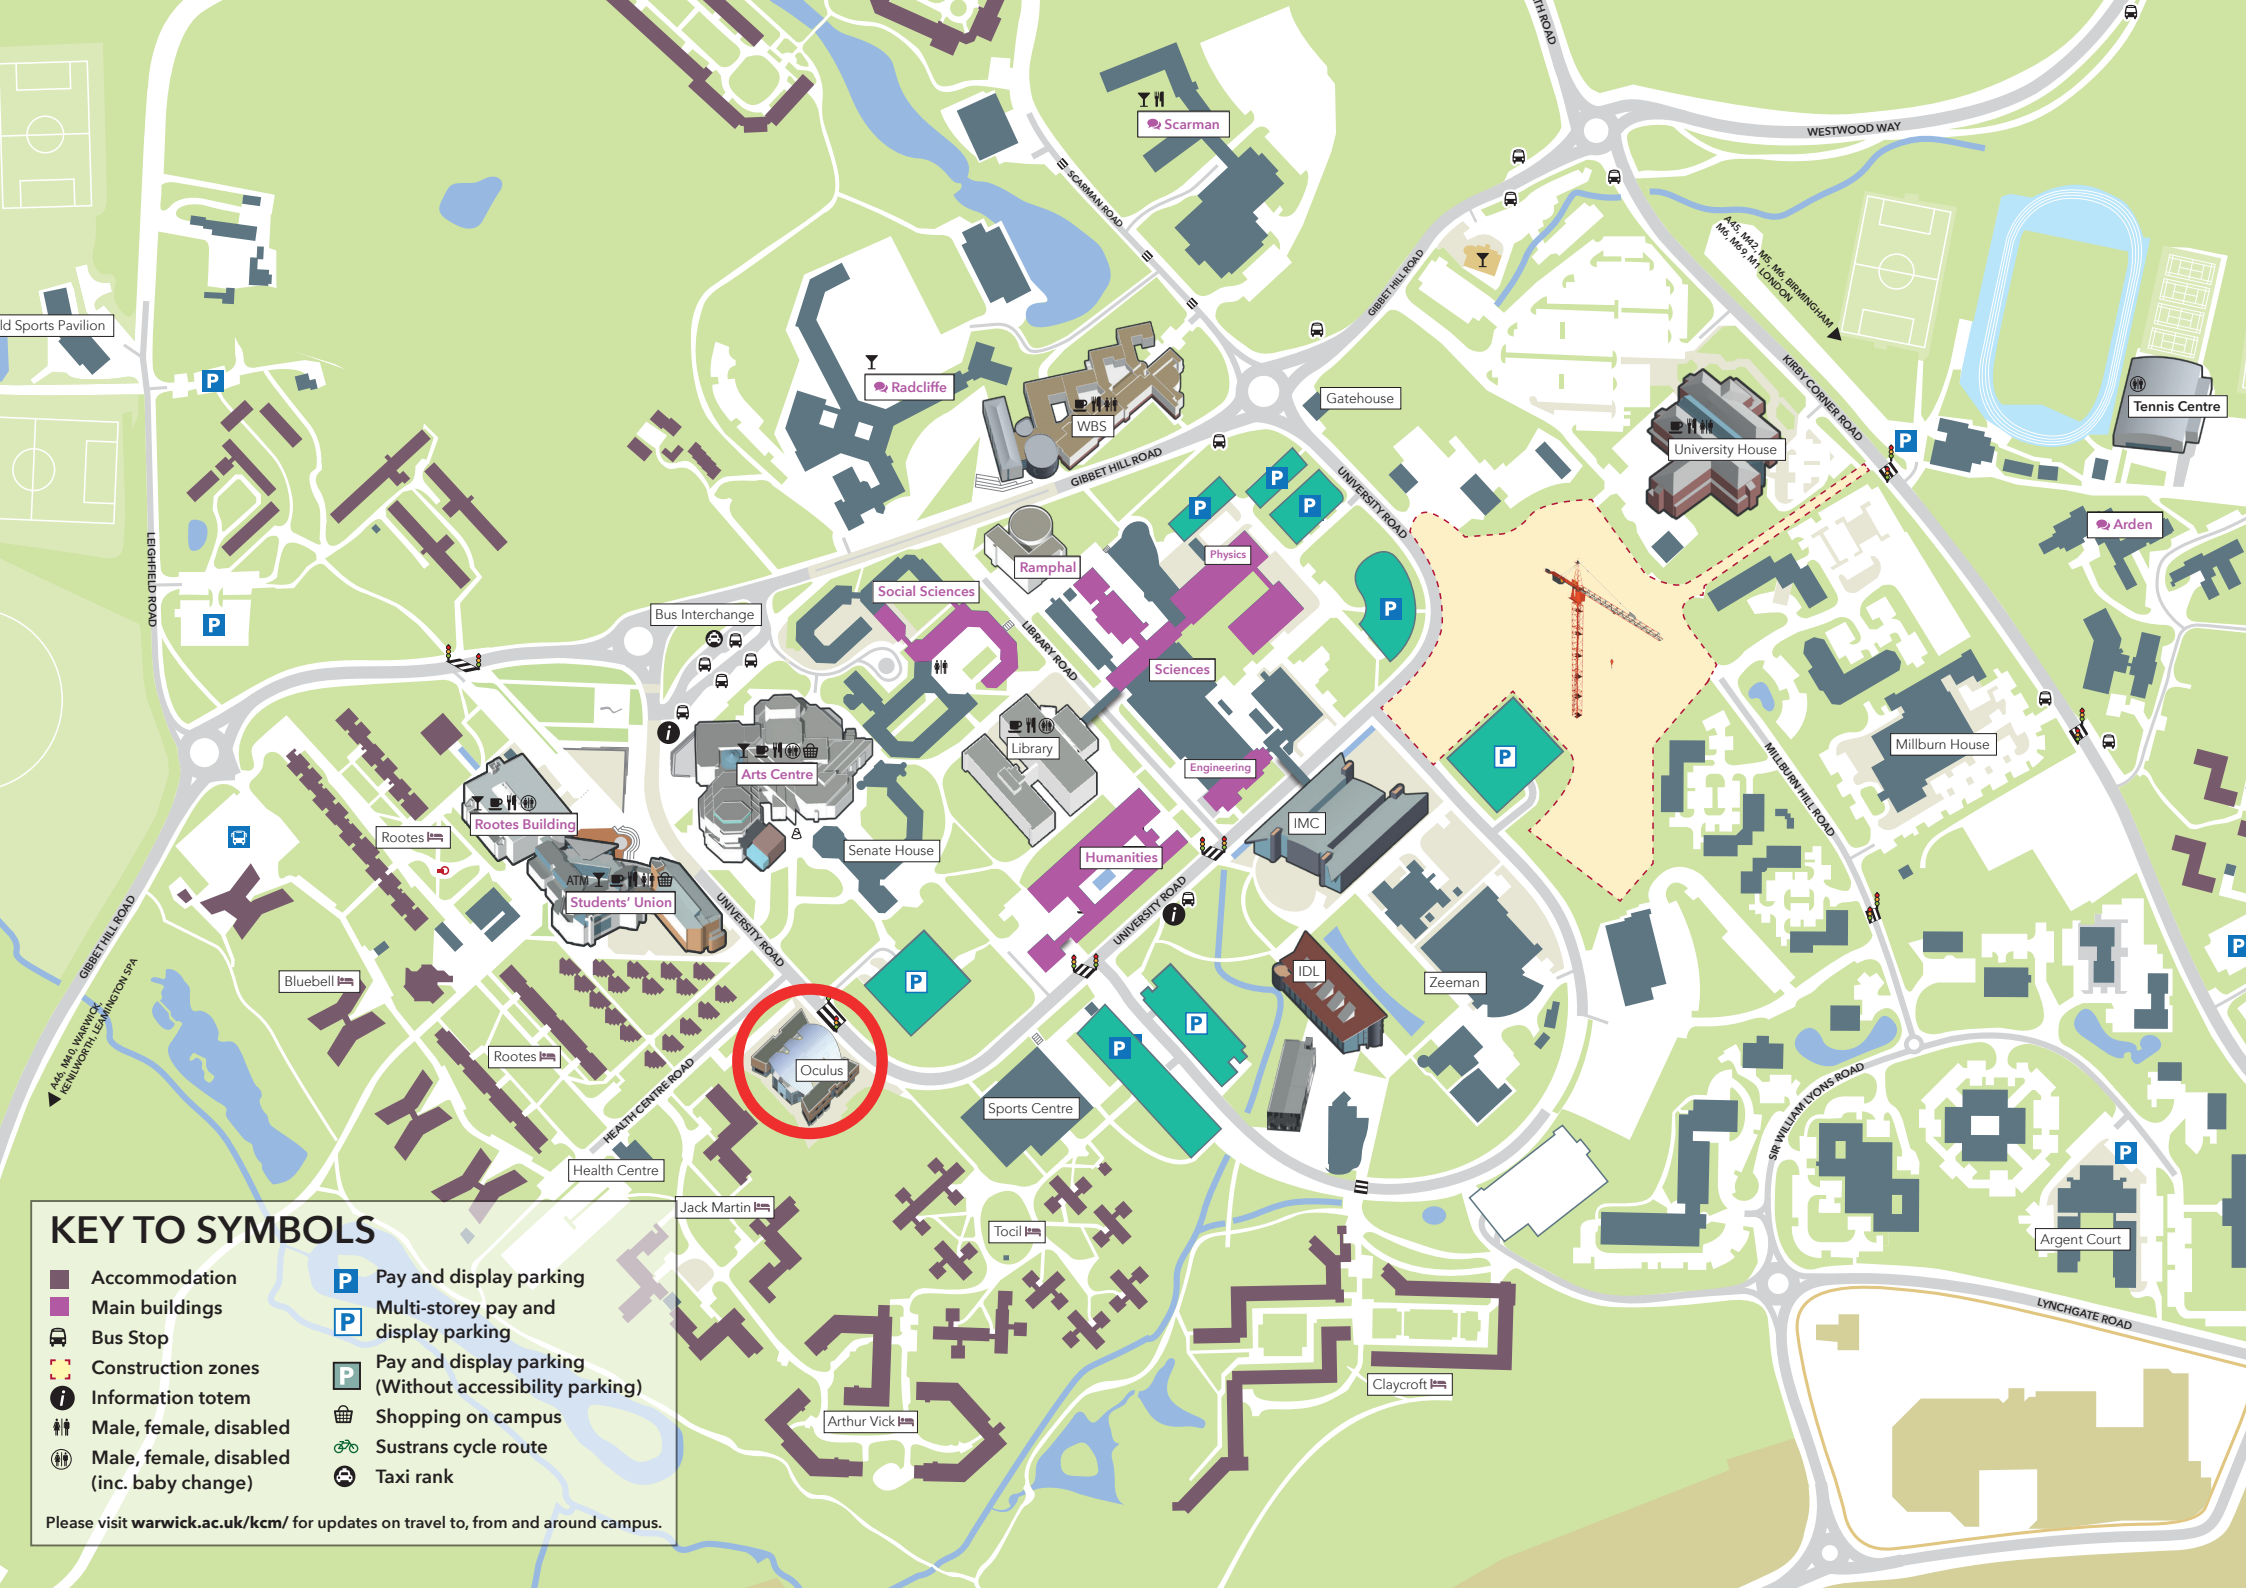 TH ROAD
WESTWOOD WAY
Scarman
SCARMAN ROAD
GIBBET HILL ROAD
A45, M42, M5, M6, BIRMINGHAM
M6, M69, M1 LONDON
KIRBY CORNER ROAD
ld Sports Pavilion
P
Radcliffe
WBS
Gatehouse
Tennis Centre
University House
P
GIBBET HILL ROAD
UNIVERSITY ROAD
P
P
P
Arden
LEIGHFIELD ROAD
Physics
Ramphal
Social Sciences
Bus Interchange
P
P
LIBRARY ROAD
Sciences
i
Library
Arts Centre
Engineering
P
Millburn House
MILLBURN HILL ROAD
Rootes Building
Rootes
IMC
Senate House
Humanities
ATM
Students' Union
UNIVERSITY ROAD
UNIVERSITY ROAD
i
GIBBET HILL ROAD
P
Bluebell
P
IDL
Zeeman
A46, M40, WARWICK,
KENILWORTH, LEAMINGTON SPA
P
P
Rootes
Oculus
HEALTH CENTRE ROAD
Sports Centre
SIR WILLIAM LYONS ROAD
P
Health Centre
Jack Martin
Tocil
Argent Court
LYNCHGATE ROAD
Claycroft
Arthur Vick
KEY TO SYMBOLS
Accommodation
Main buildings
Bus Stop
Construction zones
i Information totem
Male, female, disabled
Male, female, disabled
(inc. baby change)
P Pay and display parking
P Multi-storey pay and
display parking
P Pay and display parking
(Without accessibility parking)
Shopping on campus
Sustrans cycle route
Taxi rank
Please visit warwick.ac.uk/kcm/ for updates on travel to, from and around campus.